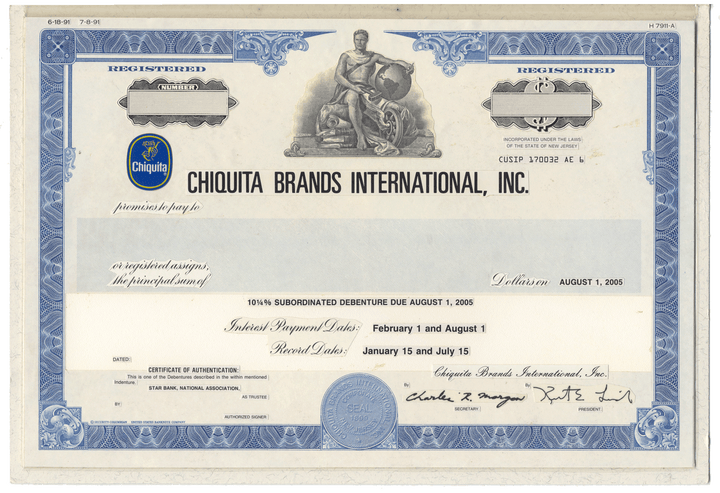 6-18-91 7-8-91
H 7911-A
REGISTERED
REGISTERED
NUMBER
$
INCORPORATED UNDER THE LAWS
OF THE STATE OF NEW JERSEY
CUSIP 170032 AE 6
Chiquita
CHIQUITA BRANDS INTERNATIONAL, INC.
promises to pay to
or registered assigns,
the principal sum of
Dollars on AUGUST 1, 2005
10¼% SUBORDINATED DEBENTURE DUE AUGUST 1, 2005
Interest Payment Dates: February 1 and August 1
Record Dates: January 15 and July 15
DATED:
CERTIFICATE OF AUTHENTICATION:
This is one of the Debentures described in the within mentioned
Indenture.
STAR BANK, NATIONAL ASSOCIATION,
AS TRUSTEE
BY
AUTHORIZED SIGNER
Chiquita Brands International, Inc.
By: By:
Charles R. Morgan
SECRETARY PRESIDENT
SEAL